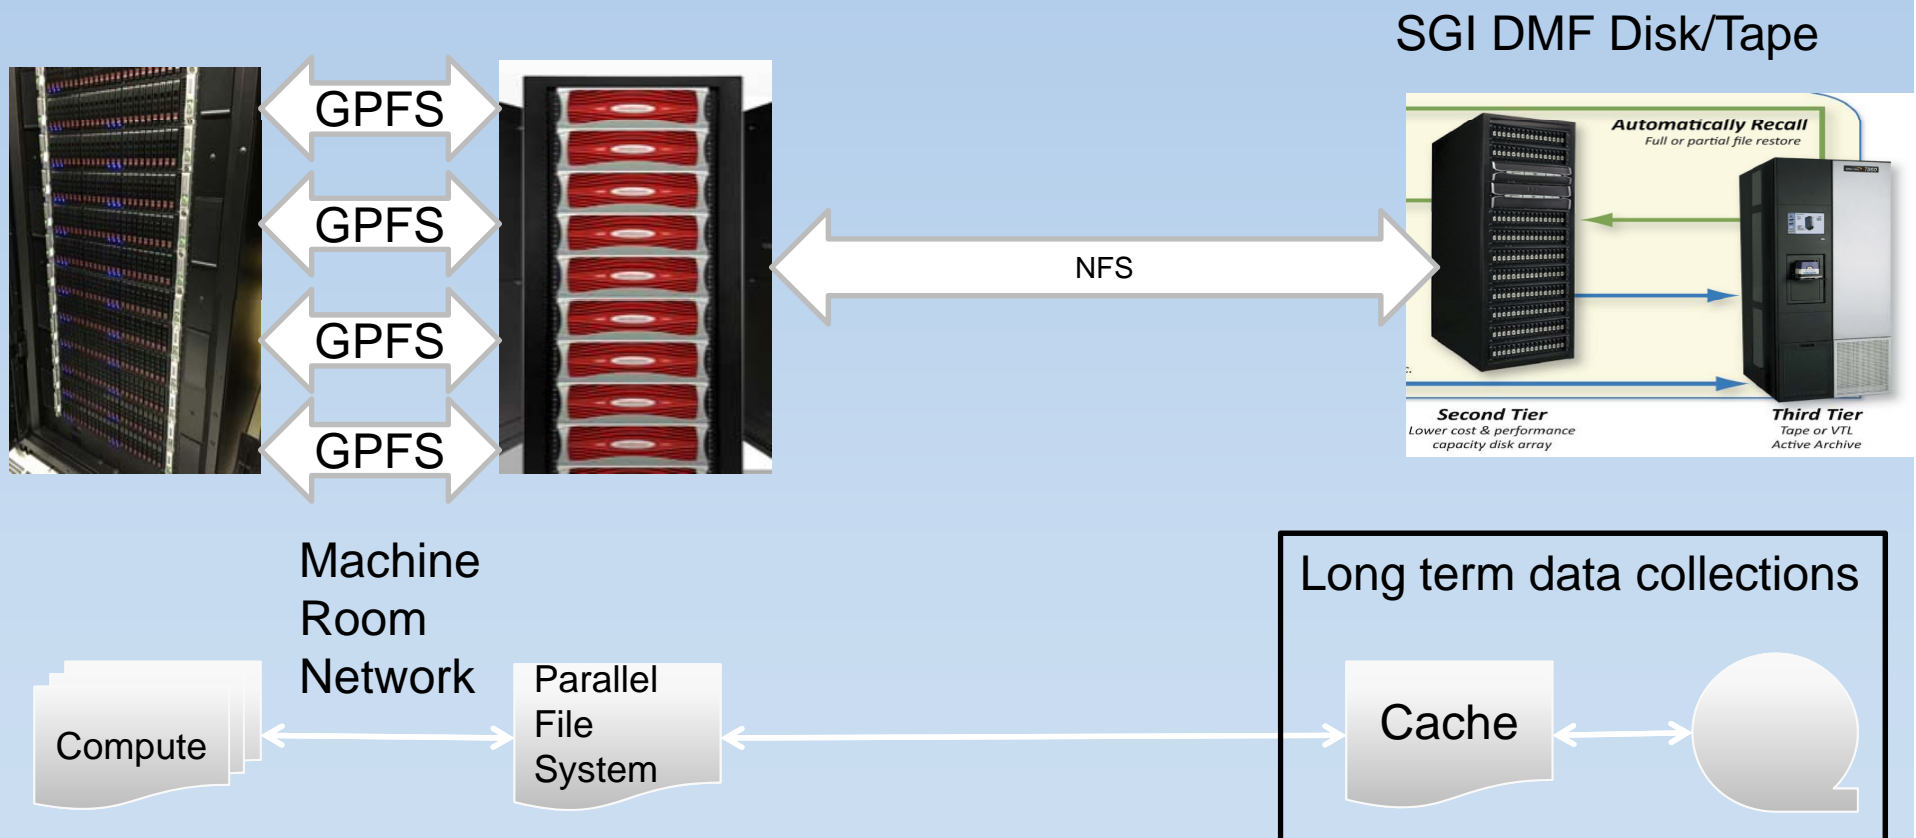 SGI DMF Disk/Tape
GPFS
GPFS
GPFS
GPFS
NFS
Automatically Recall
Full or partial file restore
c.
Second Tier
Lower cost & performance
capacity disk array
Third Tier
Tape or VTL
Active Archive
Machine
Room
Network
Long term data collections
Compute
Parallel
File
System
Cache